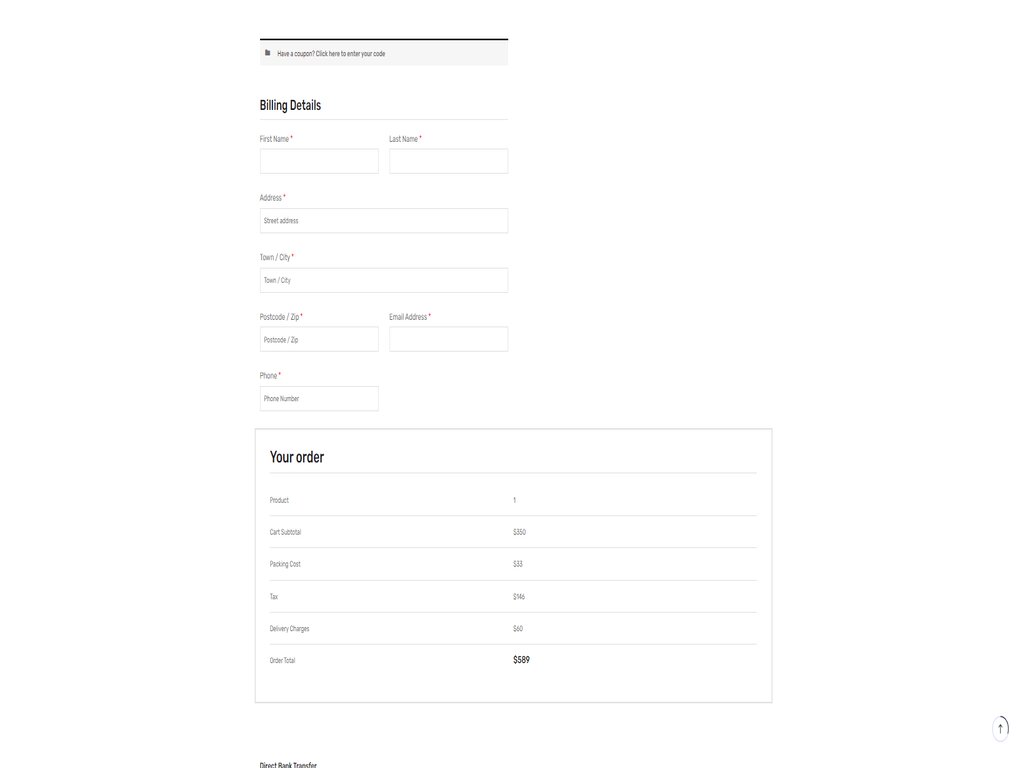 Have a coupon? Click here to enter your code
Billing Details
First Name *
Last Name *
Address *
Street address
Town / City *
Town / City
Postcode / Zip *
Email Address *
Postcode / Zip
Phone *
Phone Number
Your order
Product 1
Cart Subtotal $350
Packing Cost $33
Tax $146
Delivery Charges $60
Order Total $589
Direct Bank Transfer